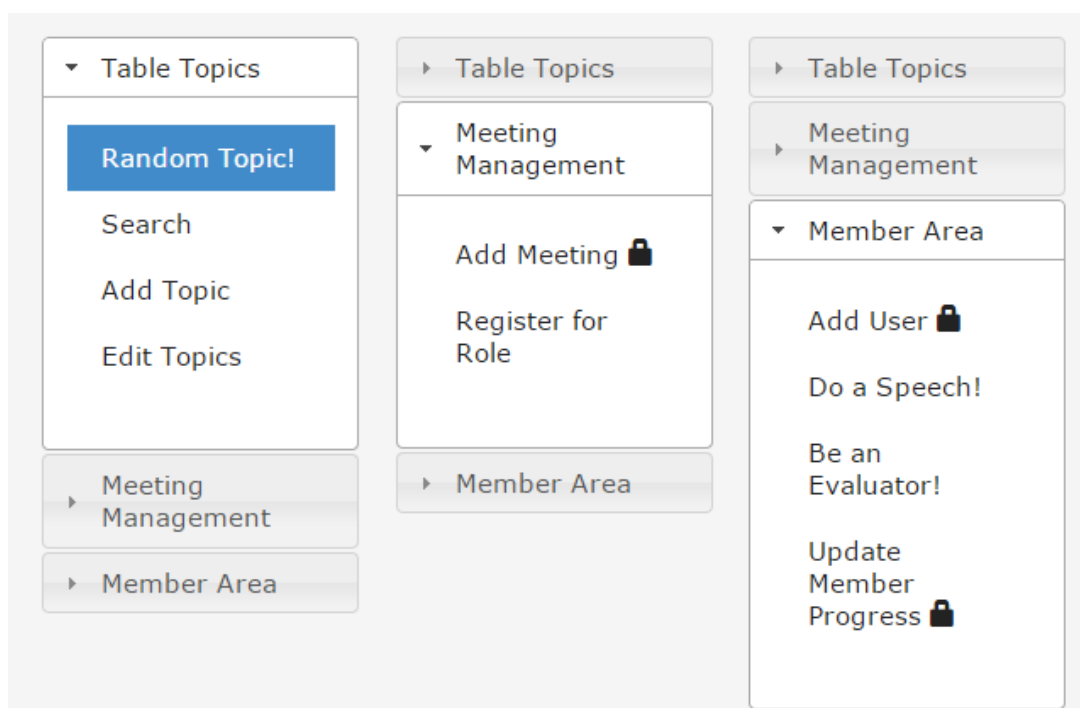 Table Topics
Random Topic!
Search
Add Topic
Edit Topics
Meeting
Management
Member Area
Table Topics
Meeting
Management
Add Meeting
Register for
Role
Member Area
Table Topics
Meeting
Management
Member Area
Add User
Do a Speech!
Be an
Evaluator!
Update
Member
Progress